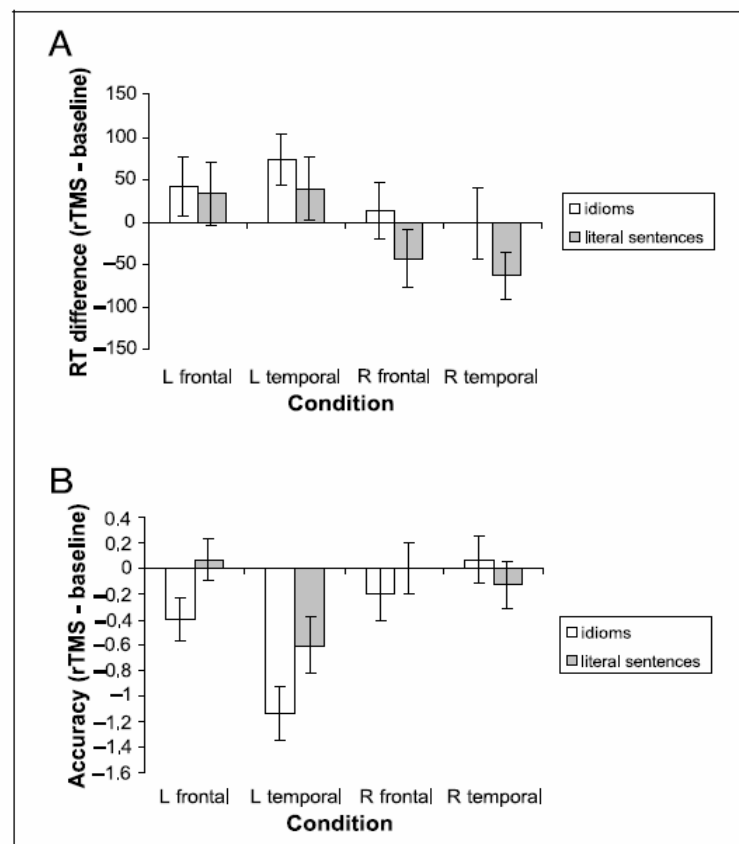 A
RT difference (rTMS - baseline)
150
100
50
0
–50
–100
–150
L frontal L temporal R frontal R temporal
Condition
idioms
literal sentences
B
Accuracy (rTMS - baseline)
0.4
0.2
0
–0.2
–0.4
–0.6
–0.8
–1
–1.2
–1.4
–1.6
L frontal L temporal R frontal R temporal
Condition
idioms
literal sentences